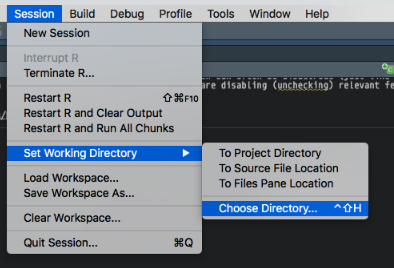 Session Build Debug Profile Tools Window Help
New Session
Interrupt R
Terminate R...
are disabling (unchecking) relevant fe
Restart R ⇧⌘F10
Restart R and Clear Output
Restart R and Run All Chunks
Set Working Directory ▶
To Project Directory
To Source File Location
To Files Pane Location
Choose Directory... ^⇧H
Load Workspace...
Save Workspace As...
Clear Workspace...
Quit Session... ⌘Q